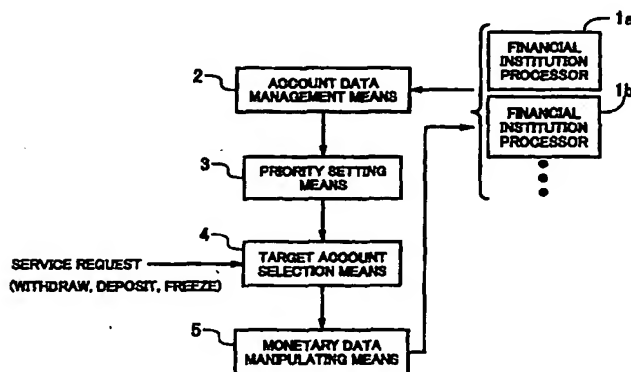 1a
FINANCIAL
INSTITUTION
PROCESSOR
2
ACCOUNT DATA
MANAGEMENT MEANS
1b
FINANCIAL
INSTITUTION
PROCESSOR
3
PRIORITY SETTING
MEANS
4
TARGET ACCOUNT
SELECTION MEANS
SERVICE REQUEST
(WITHDRAW, DEPOSIT, FREEZE)
5
MONETARY DATA
MANIPULATING MEANS